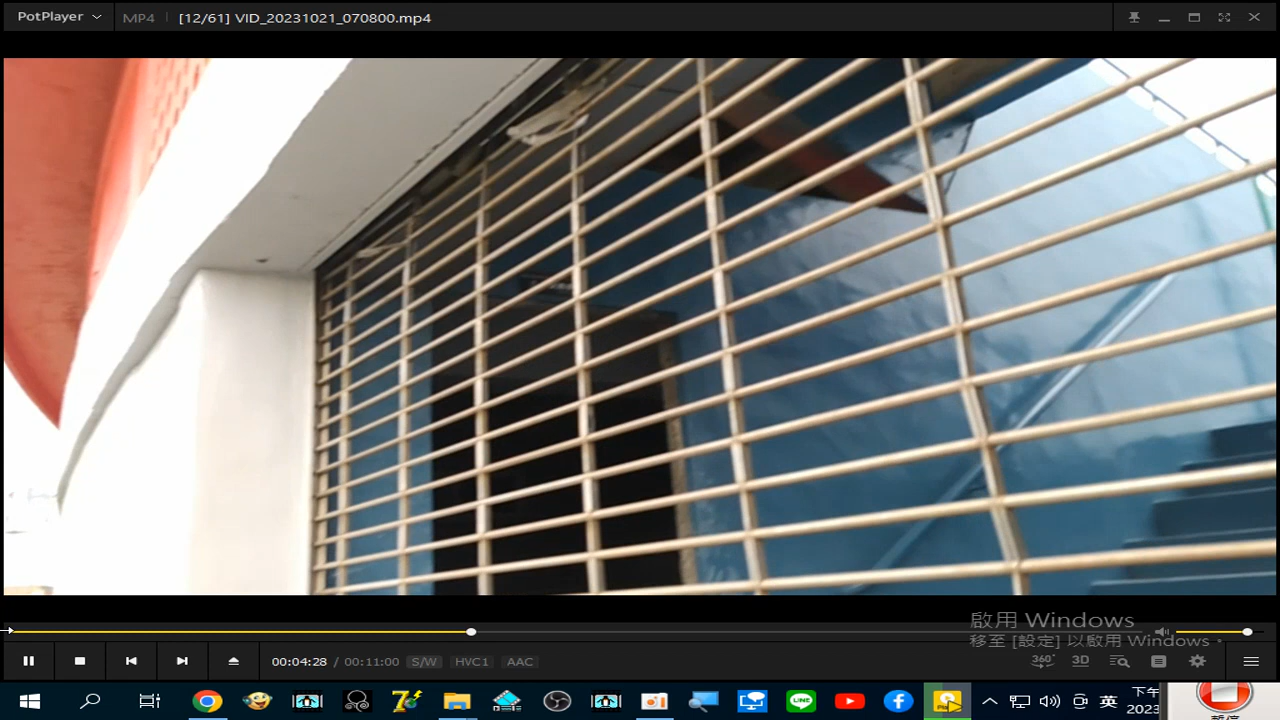 PotPlayer
MP4
[12/61] VID_20231021_070800.mp4
啟用 Windows
移至 [設定] 以啟用 Windows。
00:04:28 / 00:11:00 S/W HVC1 AAC
360°
3D
英
下午
2023